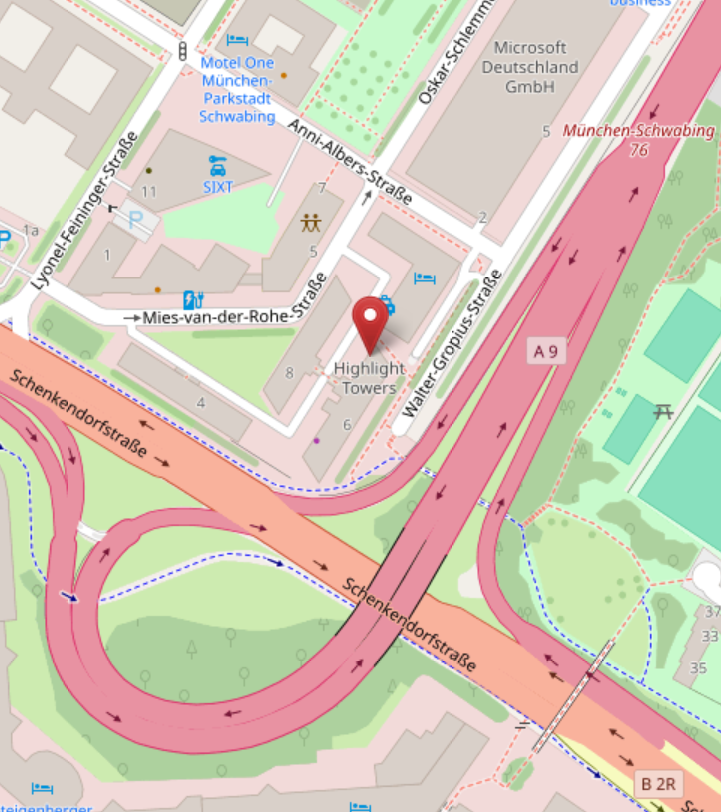 business
Oskar-Schlemm
Microsoft
Deutschland
GmbH
5
Motel One
München-
Parkstadt
Schwabing
Anni-Albers-Straße
München-Schwabing
76
Lyonel-Feininger-Straße
SIXT
11
7
P
P
1a
2
5
1
Mies-van-der-Rohe-Straße
Walter-Gropius-Straße
A 9
Highlight
Towers
8
4
6
Schenkendorfstraße
Schenkendorfstraße
37
33
35
B 2R
Sc
teigenberger